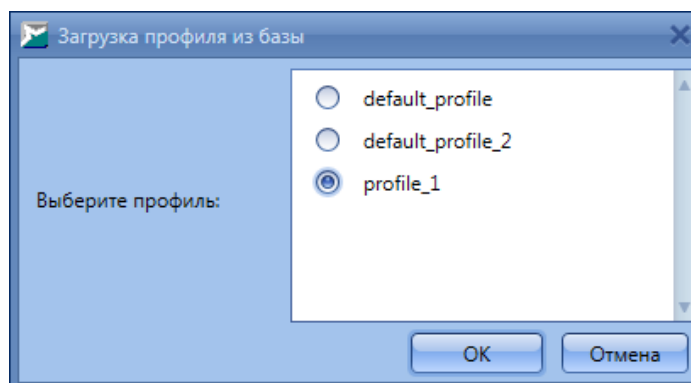 Загрузка профиля из базы
default_profile
default_profile_2
profile_1
Выберите профиль:
OK
Отмена